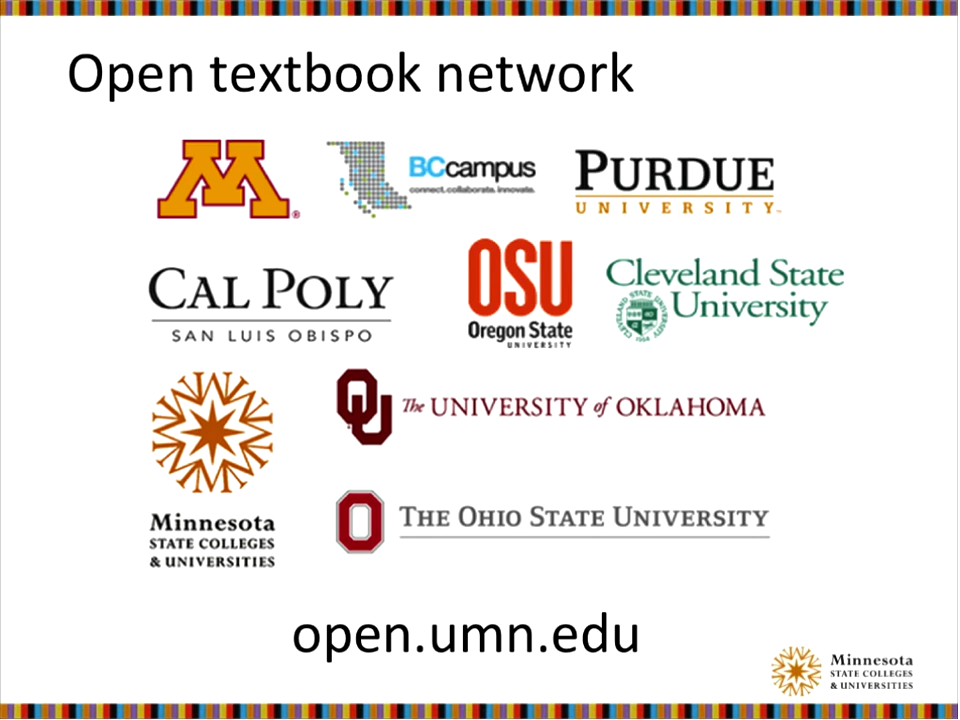 Open textbook network
M
BCcampus
connect.collaborate.innovate.
PURDUE
UNIVERSITY
CAL POLY
SAN LUIS OBISPO
OSU
Oregon State
UNIVERSITY
Cleveland State
University
OU
The UNIVERSITY of OKLAHOMA
Minnesota
STATE COLLEGES
& UNIVERSITIES
O
THE OHIO STATE UNIVERSITY
open.umn.edu
Minnesota
STATE COLLEGES
& UNIVERSITIES